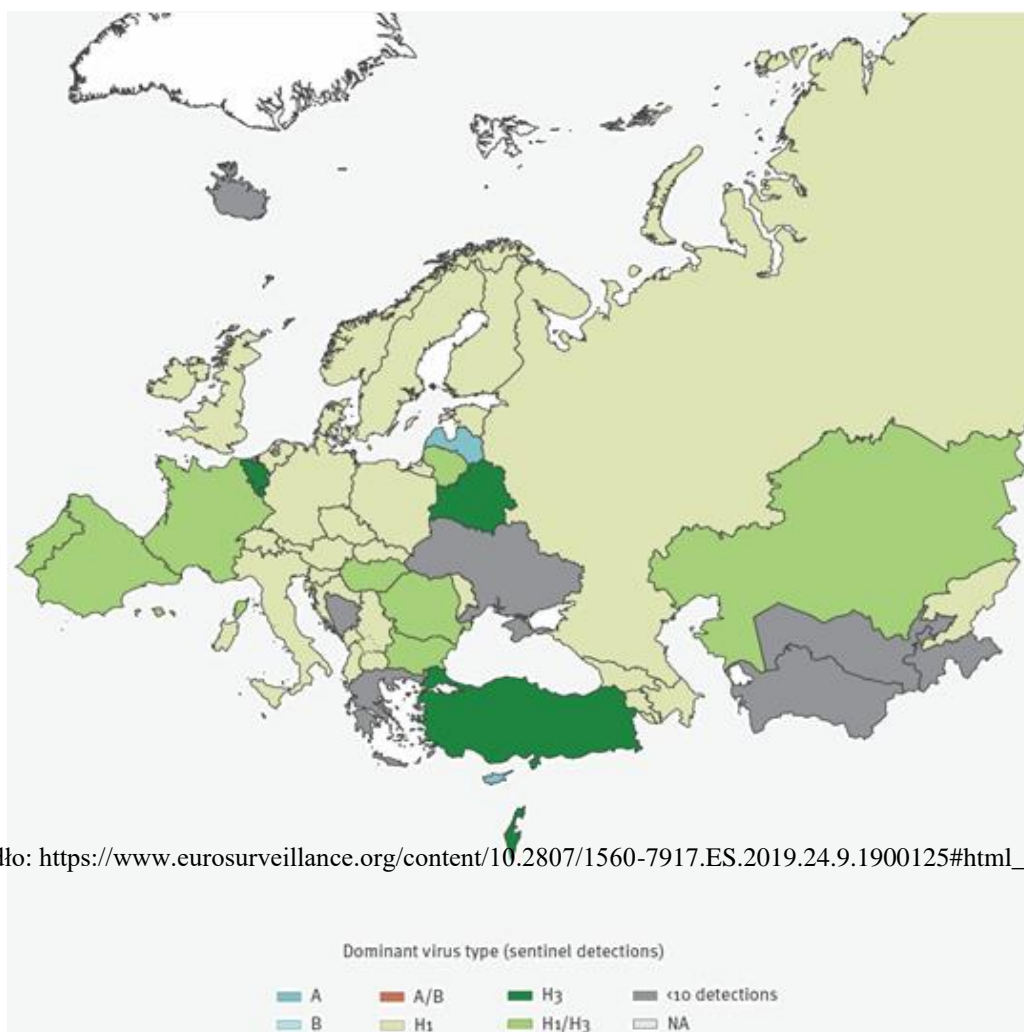 dło: https://www.eurosurveillance.org/content/10.2807/1560-7917.ES.2019.24.9.1900125#html_
Dominant virus type (sentinel detections)
A A/B H3 <10 detections
B H1 H1/H3 NA